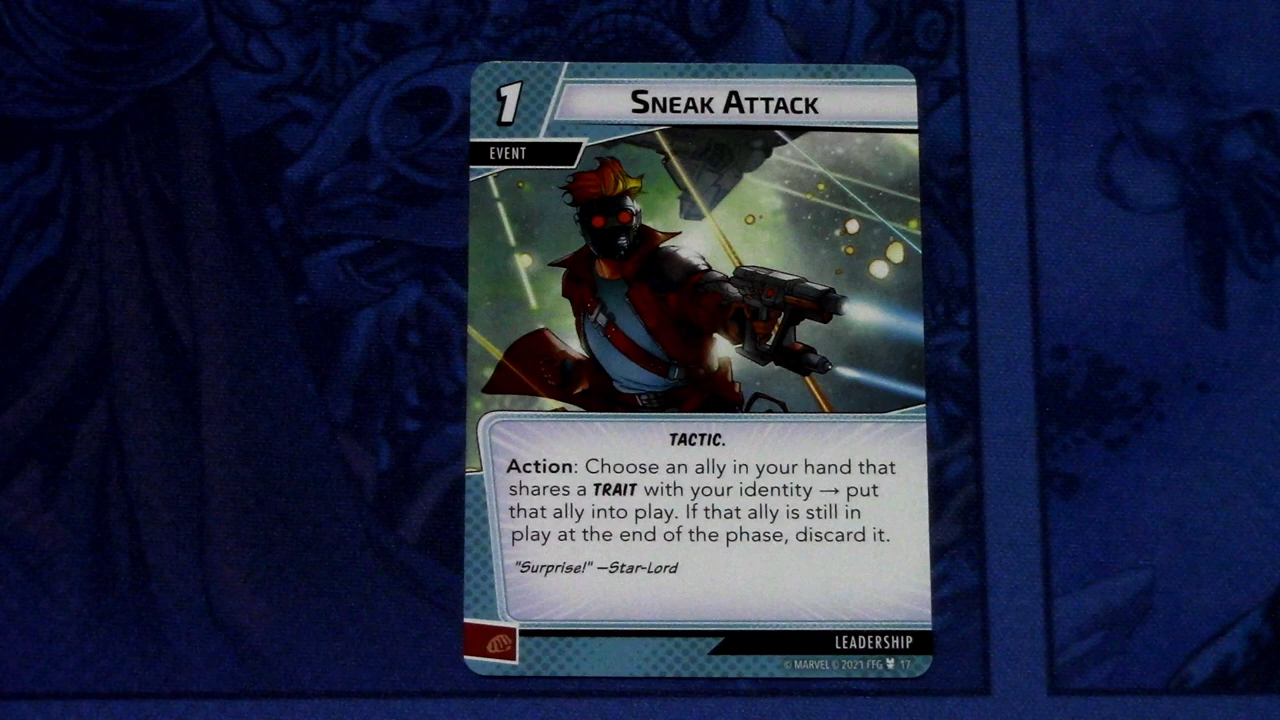 1
SNEAK ATTACK
EVENT
TACTIC.
Action: Choose an ally in your hand that
shares a TRAIT with your identity → put
that ally into play. If that ally is still in
play at the end of the phase, discard it.
"Surprise!" —Star-Lord
LEADERSHIP
© MARVEL © 2021 FFG 17